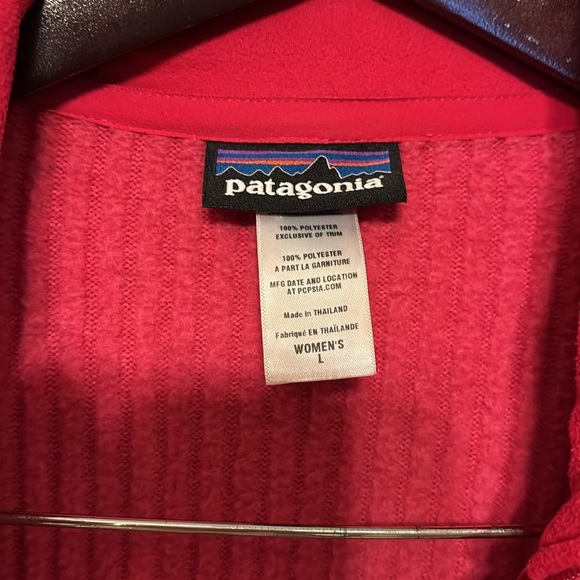 patagonia®
100% POLYESTER
EXCLUSIVE OF TRIM
100% POLYESTER
A PART LA GARNITURE
MFG DATE AND LOCATION
AT PCPSIA.COM
Made in THAILAND
Fabriqué EN THAÏLANDE
WOMEN'S
L